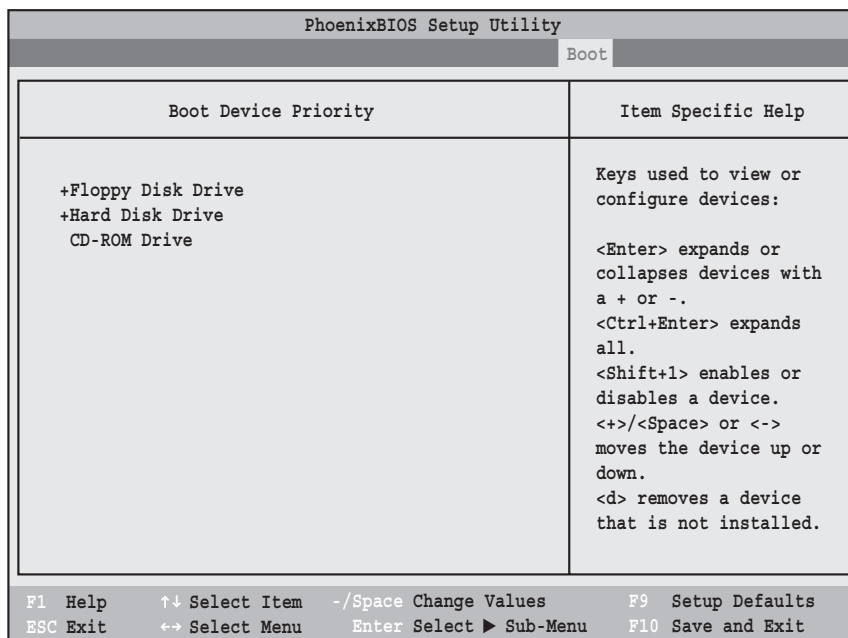 PhoenixBIOS Setup Utility
Boot
Boot Device Priority
+Floppy Disk Drive
+Hard Disk Drive
CD-ROM Drive
Item Specific Help
Keys used to view or
configure devices:
<Enter> expands or
collapses devices with
a + or -.
<Ctrl+Enter> expands
all.
<Shift+1> enables or
disables a device.
<+>/<Space> or <->
moves the device up or
down.
<d> removes a device
that is not installed.
F1 Help ↑↓ Select Item -/Space Change Values F9 Setup Defaults
ESC Exit ←→ Select Menu Enter Select ▶ Sub-Menu F10 Save and Exit